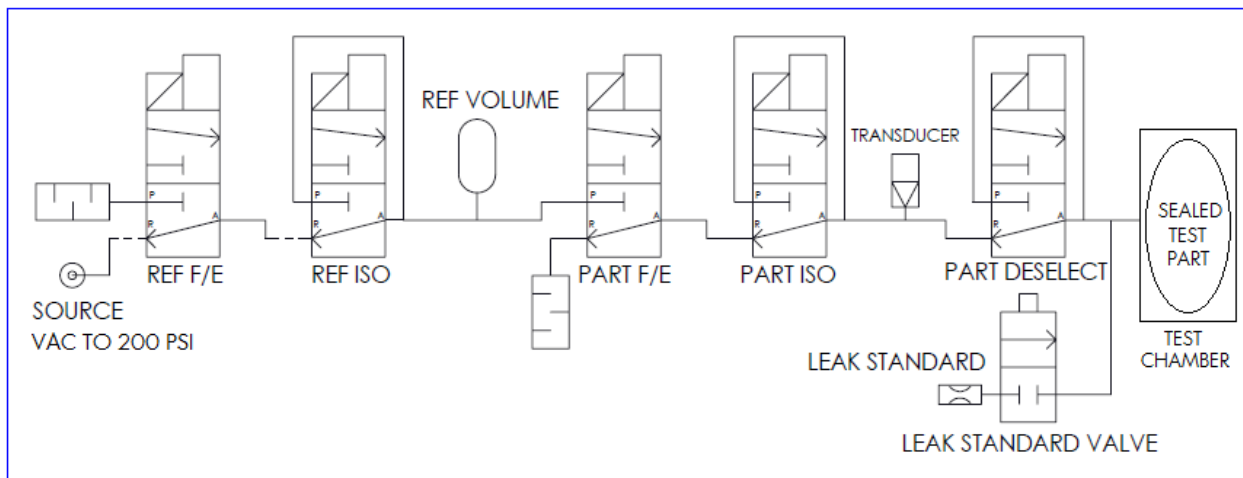 REF VOLUME
TRANSDUCER
P
A
R
P
A
R
P
A
R
P
A
R
P
A
R
REF F/E
REF ISO
PART F/E
PART ISO
PART DESELECT
SEALED
TEST
PART
SOURCE
VAC TO 200 PSI
TEST
CHAMBER
LEAK STANDARD
LEAK STANDARD VALVE